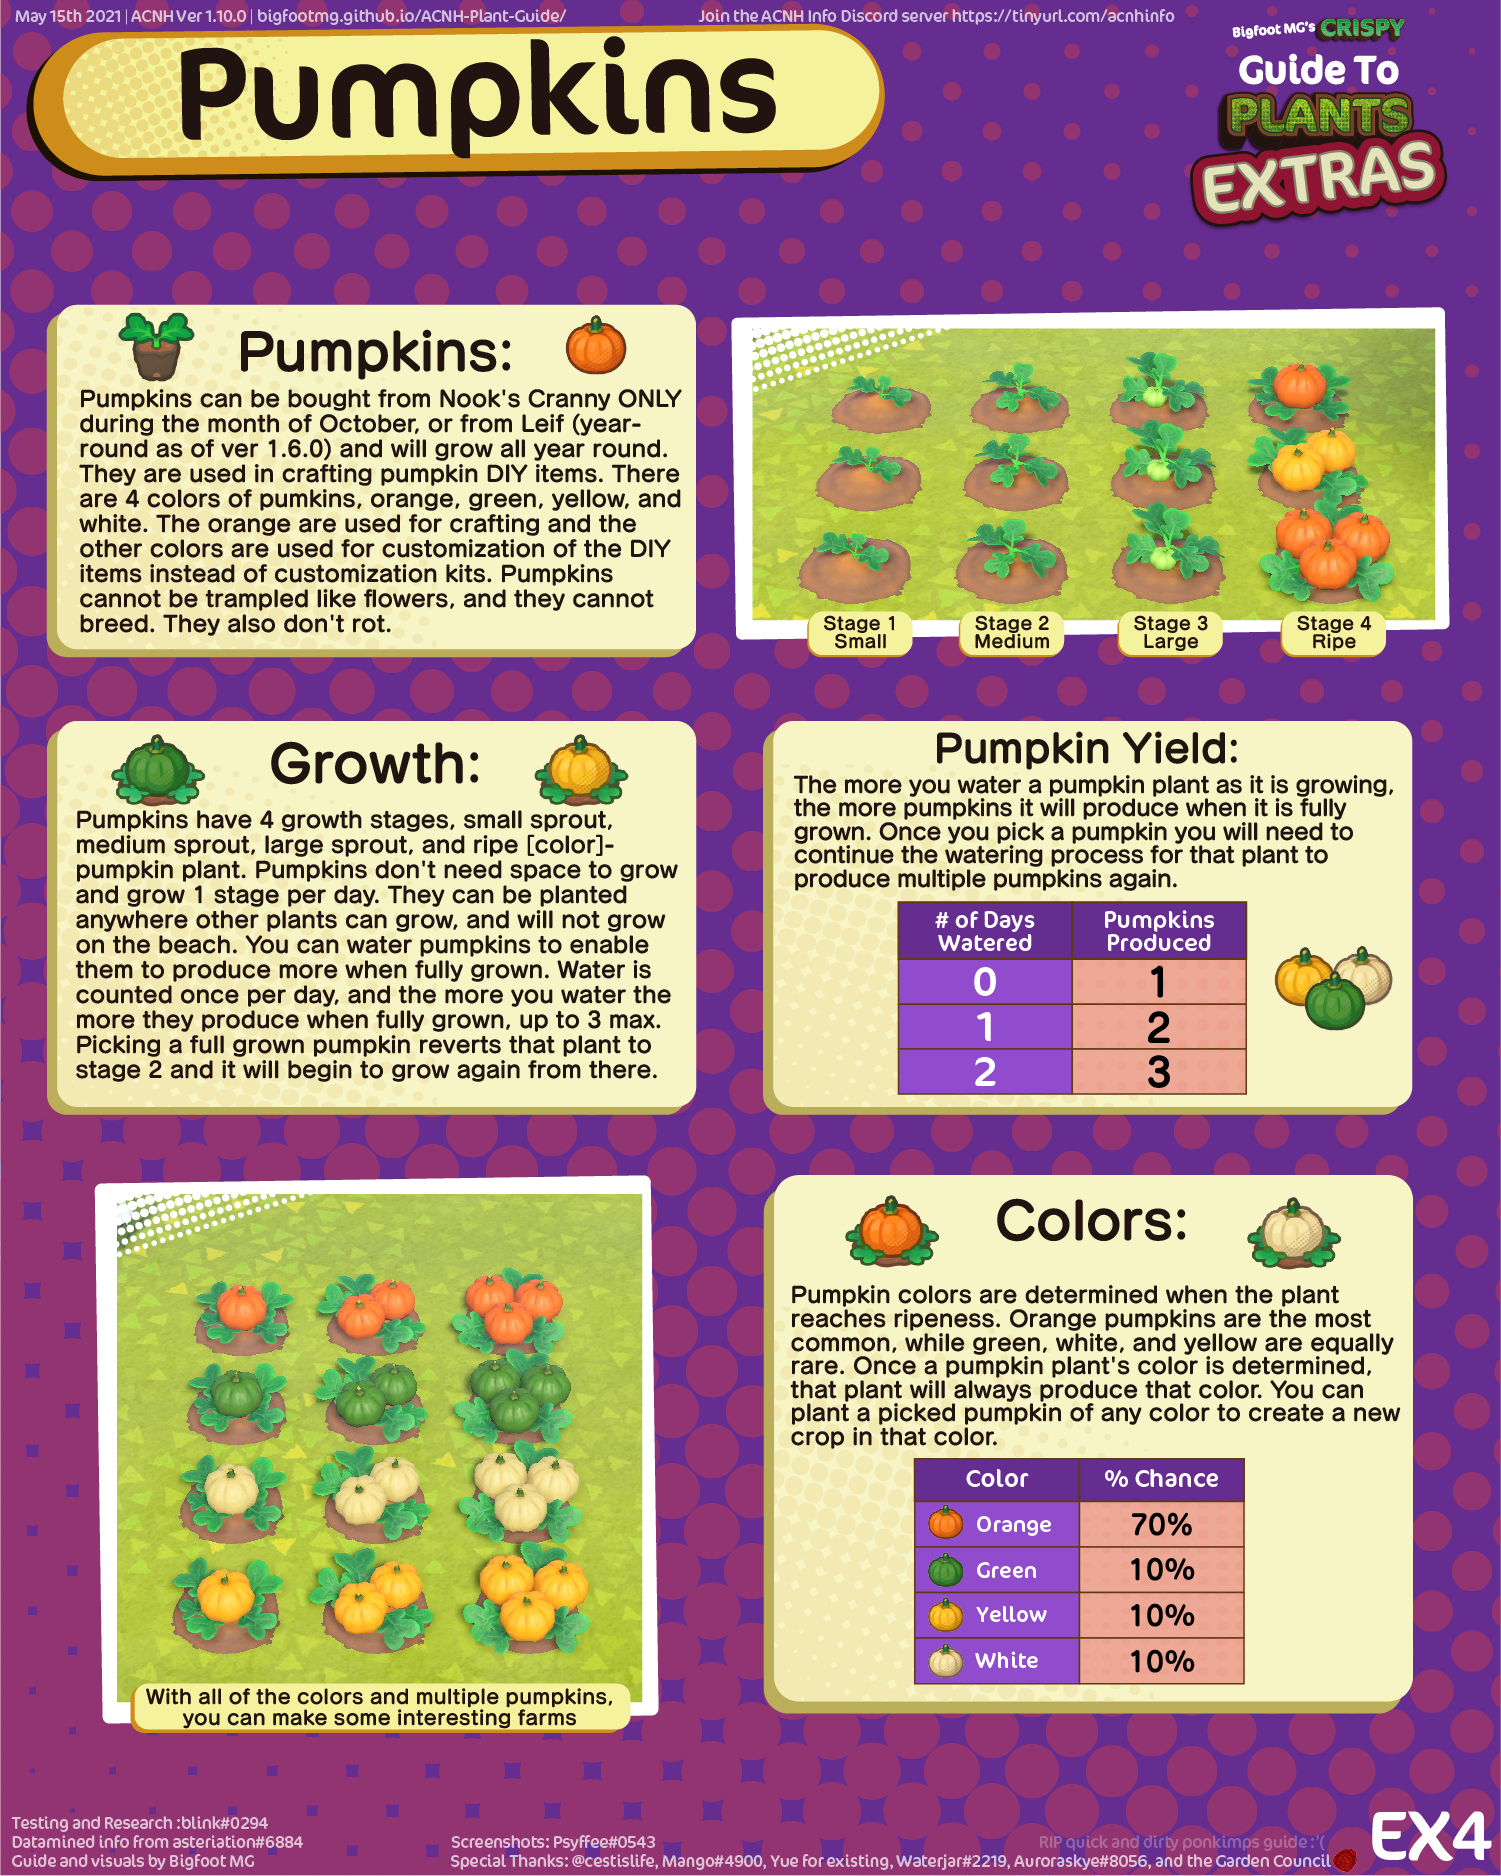 May 15th 2021 | ACNH Ver 1.10.0 | bigfootmg.github.io/ACNH-Plant-Guide/
Join the ACNH Info Discord server https://tinyurl.com/acnhinfo
Bigfoot MG's CRISPY
Guide To
PLANTS
EXTRAS
Pumpkins
Pumpkins:
Pumpkins can be bought from Nook's Cranny ONLY
during the month of October, or from Leif (year-
round as of ver 1.6.0) and will grow all year round.
They are used in crafting pumpkin DIY items. There
are 4 colors of pumkins, orange, green, yellow, and
white. The orange are used for crafting and the
other colors are used for customization of the DIY
items instead of customization kits. Pumpkins
cannot be trampled like flowers, and they cannot
breed. They also don't rot.
Stage 1
Small
Stage 2
Medium
Stage 3
Large
Stage 4
Ripe
Growth:
Pumpkins have 4 growth stages, small sprout,
medium sprout, large sprout, and ripe [color]-
pumpkin plant. Pumpkins don't need space to grow
and grow 1 stage per day. They can be planted
anywhere other plants can grow, and will not grow
on the beach. You can water pumpkins to enable
them to produce more when fully grown. Water is
counted once per day, and the more you water the
more they produce when fully grown, up to 3 max.
Picking a full grown pumpkin reverts that plant to
stage 2 and it will begin to grow again from there.
Pumpkin Yield:
The more you water a pumpkin plant as it is growing,
the more pumpkins it will produce when it is fully
grown. Once you pick a pumpkin you will need to
continue the watering process for that plant to
produce multiple pumpkins again.
# of Days Watered | Pumpkins Produced
0 1
1 2
2 3
With all of the colors and multiple pumpkins,
you can make some interesting farms
Colors:
Pumpkin colors are determined when the plant
reaches ripeness. Orange pumpkins are the most
common, while green, white, and yellow are equally
rare. Once a pumpkin plant's color is determined,
that plant will always produce that color. You can
plant a picked pumpkin of any color to create a new
crop in that color.
Color % Chance
Orange 70%
Green 10%
Yellow 10%
White 10%
Testing and Research :blink#0294
Datamined info from asteriation#6884
Guide and visuals by Bigfoot MG
Screenshots: Psyffee#0543
Special Thanks: @cestislife, Mango#4900, Yue for existing, Waterjar#2219, Auroraskye#8056, and the Garden Council
RIP quick and dirty ponkimps guide :'(
EX4